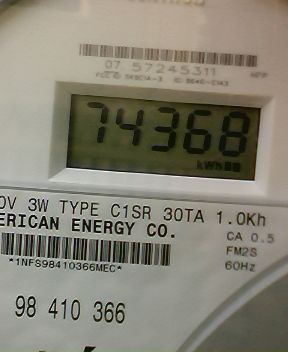 07 57245311
74368
kWh
0V 3W TYPE C1SR 30TA 1.0Kh
ERICAN ENERGY CO.
CA 0.5
FM2S
60Hz
*1NFS98410366MEC*
98 410 366